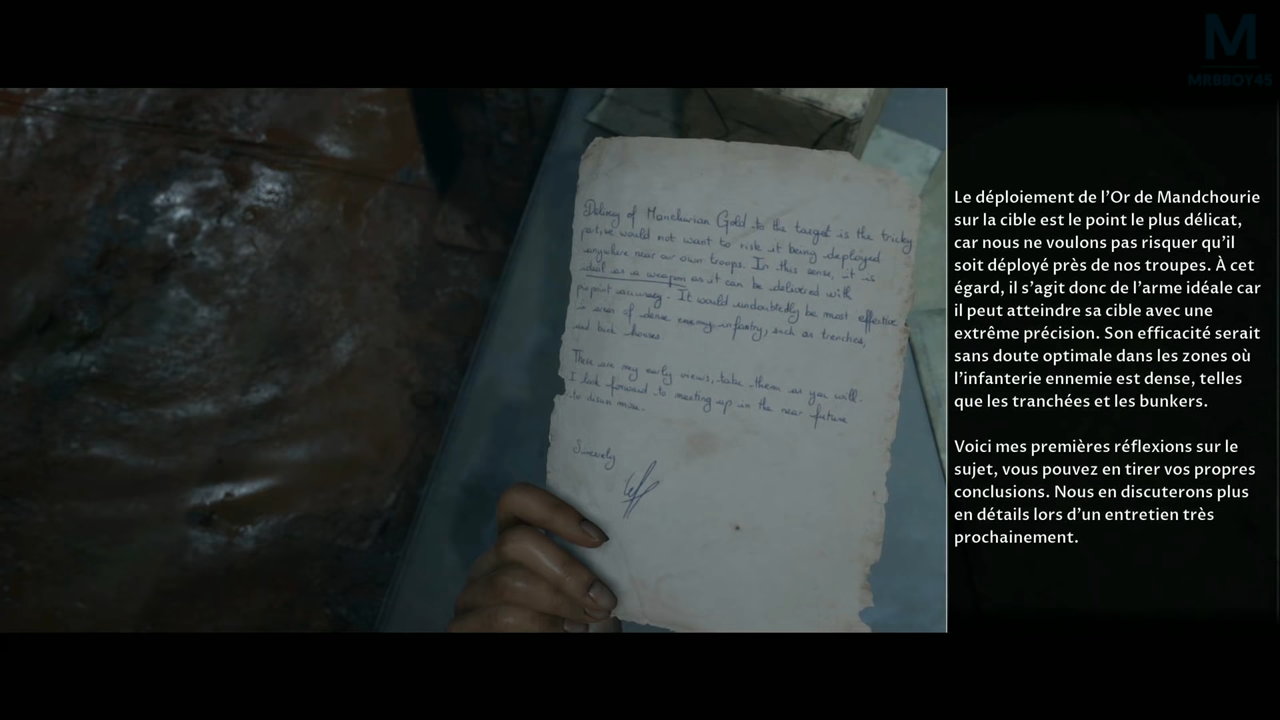 M
MRBBOY45
Delivery of Manchurian Gold to the target is the tricky
part we would not want to risk it being deployed
anywhere near our own troops. In this sense, it is
ideal as a weapon as it can be delivered with
pinpoint accuracy. It would undoubtedly be most effective
in areas of dense enemy infantry, such as trenches,
and houses.
These are my early views, take them as you will.
I look forward to meeting up in the near future
to discuss more.
Sincerely
Le déploiement de l'Or de Mandchourie
sur la cible est le point le plus délicat,
car nous ne voulons pas risquer qu'il
soit déployé près de nos troupes. À cet
égard, il s'agit donc de l'arme idéale car
il peut atteindre sa cible avec une
extrême précision. Son efficacité serait
sans doute optimale dans les zones où
l'infanterie ennemie est dense, telles
que les tranchées et les bunkers.
Voici mes premières réflexions sur le
sujet, vous pouvez en tirer vos propres
conclusions. Nous en discuterons plus
en détails lors d'un entretien très
prochainement.